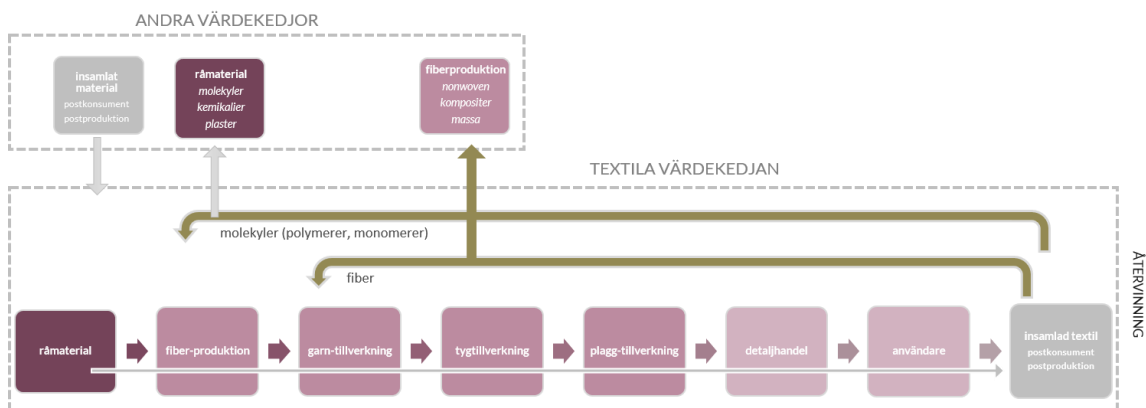 ANDRA VÄRDEKEDJOR
insamlat
material
postkonsument
postproduktion
råmaterial
molekyler
kemikalier
plaster
fiberproduktion
nonwoven
kompositer
massa
TEXTILA VÄRDEKEDJAN
molekyler (polymerer, monomerer)
fiber
ÅTERVINNING
råmaterial
fiber-produktion
garn-tillverkning
tygtillverkning
plagg-tillverkning
detaljhandel
användare
insamlad textil
postkonsument
postproduktion